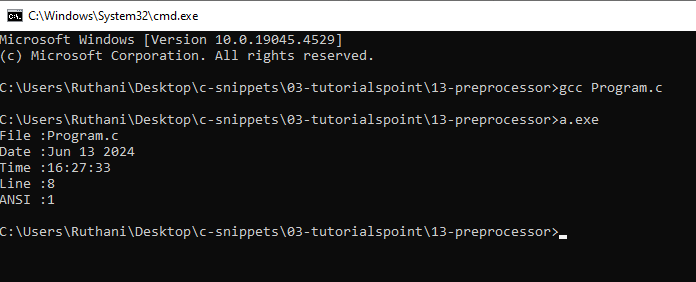 C:\Windows\System32\cmd.exe
Microsoft Windows [Version 10.0.19045.4529]
(c) Microsoft Corporation. All rights reserved.
C:\Users\Ruthani\Desktop\c-snippets\03-tutorialspoint\13-preprocessor>gcc Program.c
C:\Users\Ruthani\Desktop\c-snippets\03-tutorialspoint\13-preprocessor>a.exe
File :Program.c
Date :Jun 13 2024
Time :16:27:33
Line :8
ANSI :1
C:\Users\Ruthani\Desktop\c-snippets\03-tutorialspoint\13-preprocessor>